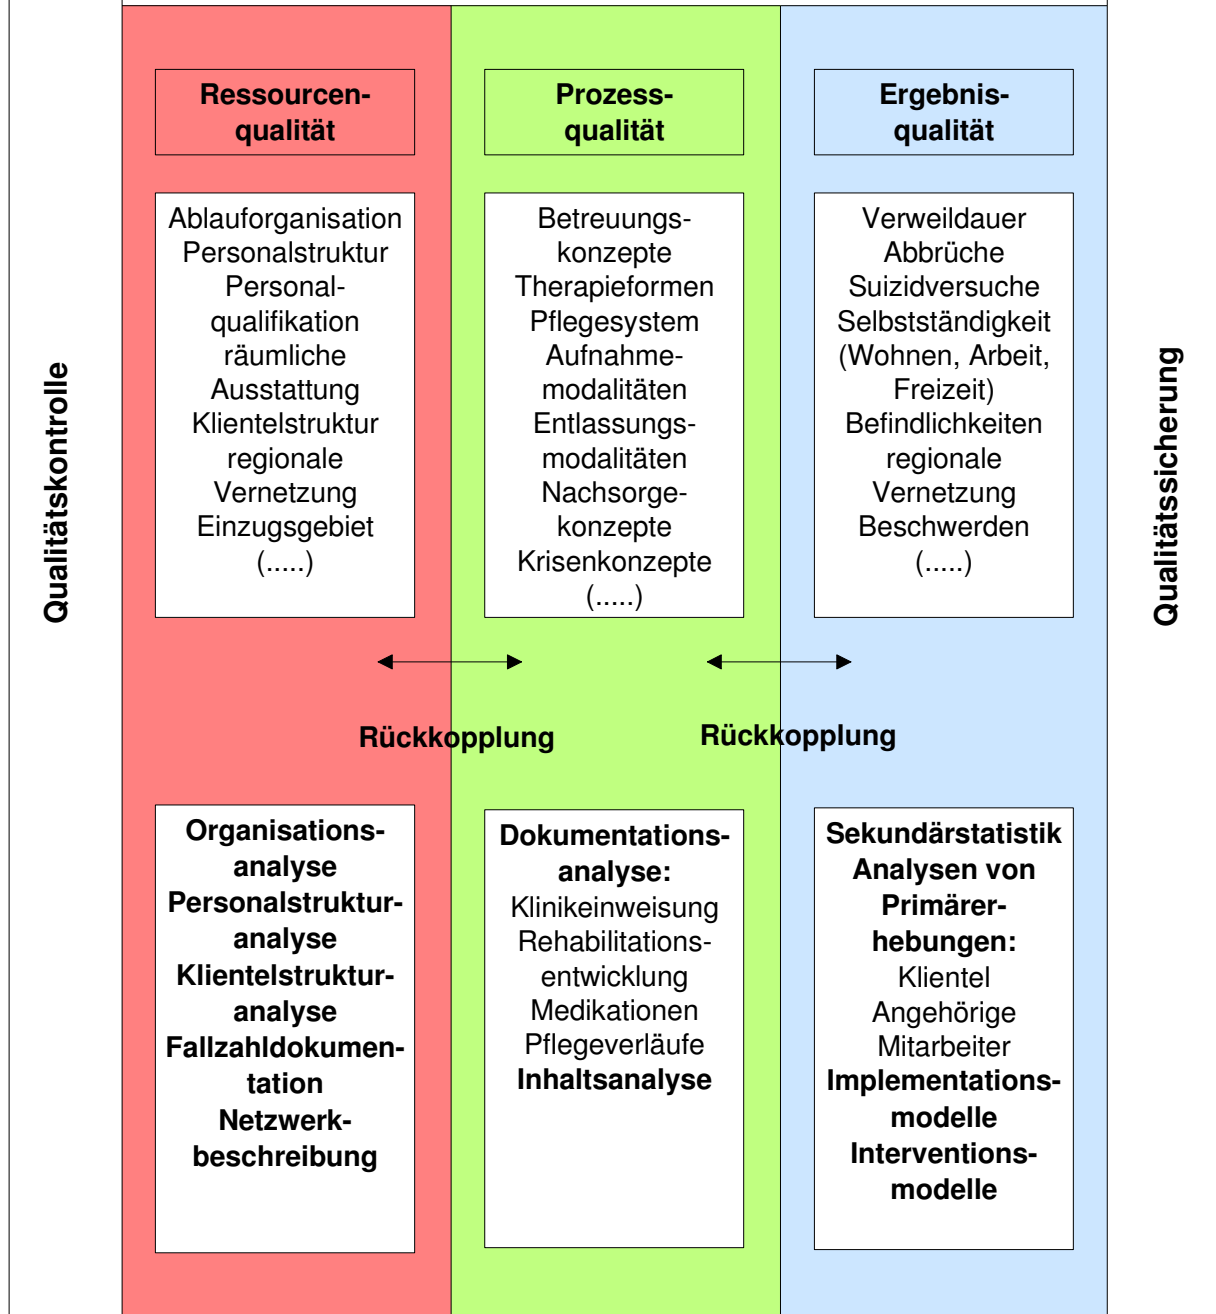 Qualitätskontrolle
Ressourcen-
qualität
Ablauforganisation
Personalstruktur
Personal-
qualifikation
räumliche
Ausstattung
Klientelstruktur
regionale
Vernetzung
Einzugsgebiet
(.....)
Prozess-
qualität
Betreuungs-
konzepte
Therapieformen
Pflegesystem
Aufnahme-
modalitäten
Entlassungs-
modalitäten
Nachsorge-
konzepte
Krisenkonzepte
(.....)
Ergebnis-
qualität
Verweildauer
Abbrüche
Suizidversuche
Selbstständigkeit
(Wohnen, Arbeit,
Freizeit)
Befindlichkeiten
regionale
Vernetzung
Beschwerden
(.....)
Rückkopplung
Rückkopplung
Organisations-
analyse
Personalstruktur-
analyse
Klientelstruktur-
analyse
Fallzahldokumen-
tation
Netzwerk-
beschreibung
Dokumentations-
analyse:
Klinikeinweisung
Rehabilitations-
entwicklung
Medikationen
Pflegeverläufe
Inhaltsanalyse
Sekundärstatistik
Analysen von
Primärer-
hebungen:
Klientel
Angehörige
Mitarbeiter
Implementations-
modelle
Interventions-
modelle
Qualitätssicherung